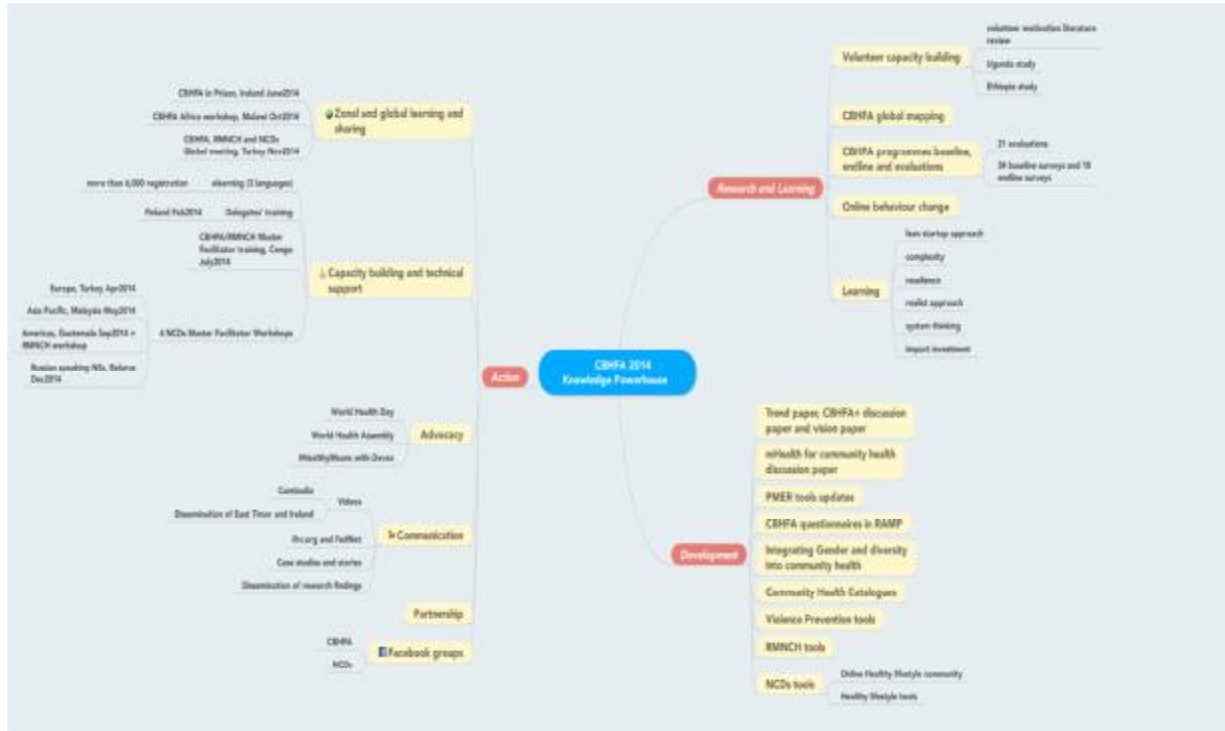 CBHFA 2014
Knowledge Powerhouse
Action
Zonal and global learning and
sharing
CBHFA in Prison, Ireland June2014
CBHFA Africa workshop, Malawi Oct2014
CBHFA, RMNCH and NCDs
Global meeting, Turkey Nov2014
Capacity building and technical
support
elearning (5 languages)
more than 6,000 registration
Delegates' training
Finland Feb2014
CBHFA/RMNCH Master
Facilitator training, Congo
July2014
4 NCDs Master Facilitator Workshops
Europe, Turkey Apr2014
Asia Pacific, Malaysia May2014
Americas, Guatemala Sep2014 +
RMNCH workshop
Russian speaking NSs, Belarus
Dec2014
Advocacy
World Health Day
World Health Assembly
#HealthyMeans with Devex
Communication
Videos
Cambodia
Dissemination of East Timor and Ireland
ifrc.org and FedNet
Case studies and stories
Dissemination of research findings
Partnership
Facebook groups
CBHFA
NCDs
Research and Learning
Volunteer capacity building
volunteer motivation literature
review
Uganda study
Ethiopia study
CBHFA global mapping
CBHFA programmes baseline,
endline and evaluations
21 evaluations
34 baseline surveys and 18
endline surveys
Online behaviour change
Learning
lean startup approach
complexity
resilience
realist approach
system thinking
impact investment
Development
Trend paper, CBHFA+ discussion
paper and vision paper
mHealth for community health
discussion paper
PMER tools updates
CBHFA questionnaires in RAMP
Integrating Gender and diversity
into community health
Community Health Catalogues
Violence Prevention tools
RMNCH tools
NCDs tools
Online Healthy lifestyle community
Healthy lifestyle tools